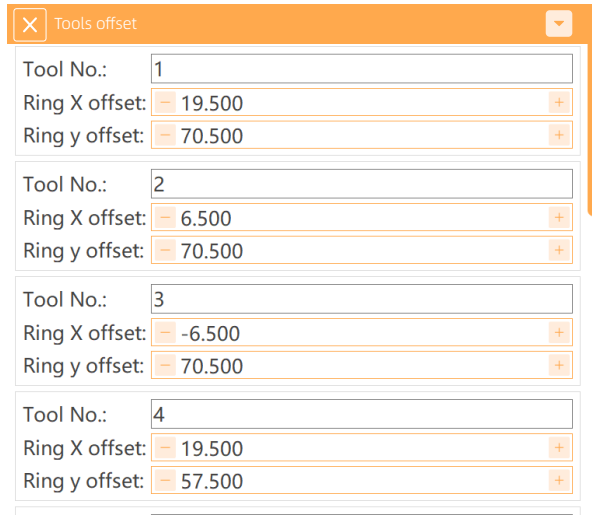 Tools offset
Tool No.: 1
Ring X offset: − 19.500 +
Ring y offset: − 70.500 +
Tool No.: 2
Ring X offset: − 6.500 +
Ring y offset: − 70.500 +
Tool No.: 3
Ring X offset: − -6.500 +
Ring y offset: − 70.500 +
Tool No.: 4
Ring X offset: − 19.500 +
Ring y offset: − 57.500 +